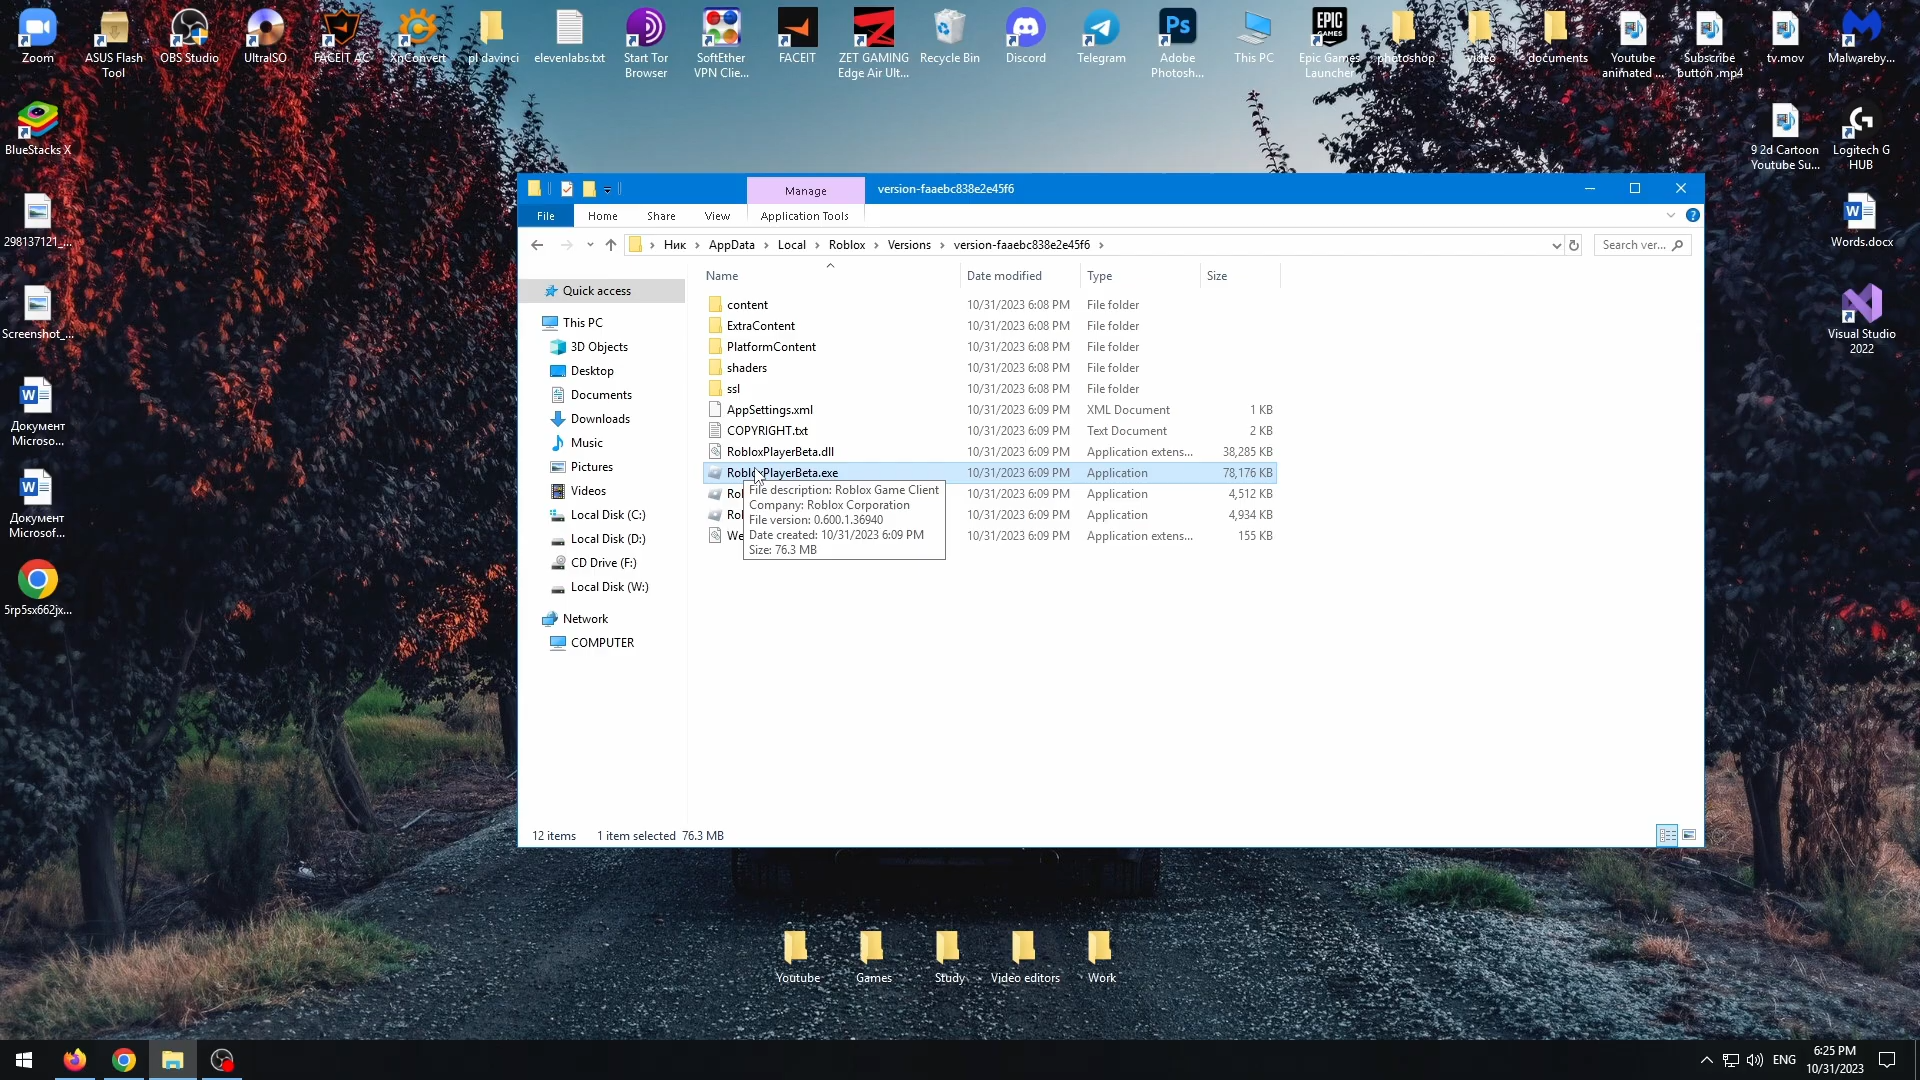 Zoom
ASUS Flash
Tool
OBS Studio
UltraISO
FACEIT AC
XnConvert
pl davinci
elevenlabs.txt
Start Tor
Browser
SoftEther
VPN Clie...
FACEIT
ZET GAMING
Edge Air Ult...
Recycle Bin
Discord
Telegram
Ps
Adobe
Photosh...
This PC
EPIC
GAMES
Epic Games
Launcher
photoshop
video
documents
Youtube
animated ...
Subscribe
button .mp4
tv.mov
Malwareby...
BlueStacks X
9 2d Cartoon
Youtube Su...
Logitech G
HUB
298137121_...
Words.docx
Screenshot_...
Visual Studio
2022
Документ
Microso...
Документ
Microsof...
5rp5sx662jx...
Manage
version-faaebc838e2e45f6
File
Home
Share
View
Application Tools
Ник
AppData
Local
Roblox
Versions
version-faaebc838e2e45f6
Search ver...
Name
Date modified
Type
Size
Quick access
This PC
3D Objects
Desktop
Documents
Downloads
Music
Pictures
Videos
Local Disk (C:)
Local Disk (D:)
CD Drive (F:)
Local Disk (W:)
Network
COMPUTER
content 10/31/2023 6:08 PM File folder
ExtraContent 10/31/2023 6:08 PM File folder
PlatformContent 10/31/2023 6:08 PM File folder
shaders 10/31/2023 6:08 PM File folder
ssl 10/31/2023 6:08 PM File folder
AppSettings.xml 10/31/2023 6:09 PM XML Document 1 KB
COPYRIGHT.txt 10/31/2023 6:09 PM Text Document 2 KB
RobloxPlayerBeta.dll 10/31/2023 6:09 PM Application extens... 38,285 KB
RobloxPlayerBeta.exe 10/31/2023 6:09 PM Application 78,176 KB
10/31/2023 6:09 PM Application 4,512 KB
10/31/2023 6:09 PM Application 4,934 KB
10/31/2023 6:09 PM Application extens... 155 KB
File description: Roblox Game Client
Company: Roblox Corporation
File version: 0.600.1.36940
Date created: 10/31/2023 6:09 PM
Size: 76.3 MB
12 items
1 item selected 76.3 MB
Youtube
Games
Study
Video editors
Work
ENG
6:25 PM
10/31/2023